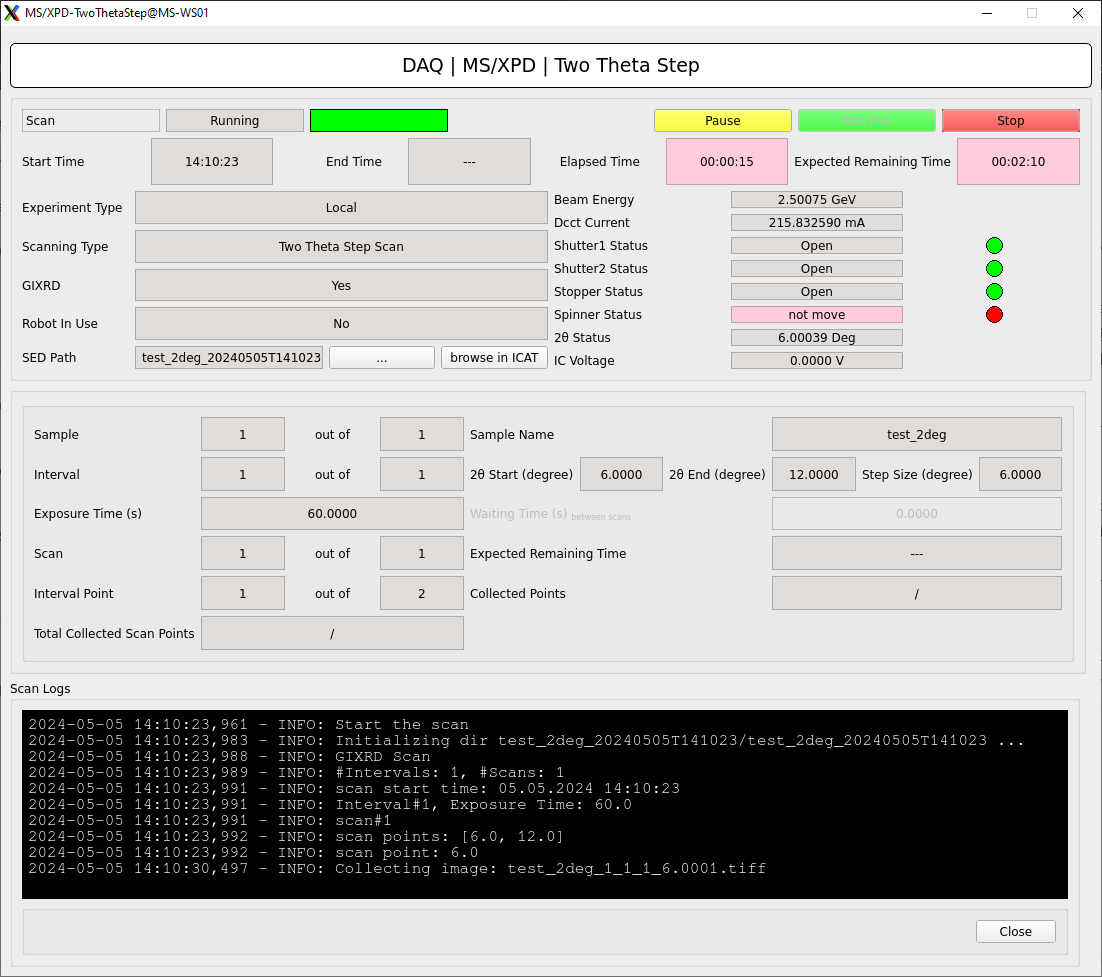 MS/XPD-TwoThetaStep@MS-WS01
DAQ | MS/XPD | Two Theta Step
Scan Running Pause Resume Stop
Start Time 14:10:23 End Time --- Elapsed Time 00:00:15 Expected Remaining Time 00:02:10
Experiment Type Local
Scanning Type Two Theta Step Scan
GIXRD Yes
Robot In Use No
SED Path test_2deg_20240505T141023 ... browse in ICAT
Beam Energy 2.50075 GeV
Dcct Current 215.832590 mA
Shutter1 Status Open
Shutter2 Status Open
Stopper Status Open
Spinner Status not move
2θ Status 6.00039 Deg
IC Voltage 0.0000 V
Sample 1 out of 1 Sample Name test_2deg
Interval 1 out of 1 2θ Start (degree) 6.0000 2θ End (degree) 12.0000 Step Size (degree) 6.0000
Exposure Time (s) 60.0000 Waiting Time (s) between scans 0.0000
Scan 1 out of 1 Expected Remaining Time ---
Interval Point 1 out of 2 Collected Points /
Total Collected Scan Points /
Scan Logs
2024-05-05 14:10:23,961 - INFO: Start the scan
2024-05-05 14:10:23,983 - INFO: Initializing dir test_2deg_20240505T141023/test_2deg_20240505T141023 ...
2024-05-05 14:10:23,988 - INFO: GIXRD Scan
2024-05-05 14:10:23,989 - INFO: #Intervals: 1, #Scans: 1
2024-05-05 14:10:23,991 - INFO: scan start time: 05.05.2024 14:10:23
2024-05-05 14:10:23,991 - INFO: Interval#1, Exposure Time: 60.0
2024-05-05 14:10:23,991 - INFO: scan#1
2024-05-05 14:10:23,992 - INFO: scan points: [6.0, 12.0]
2024-05-05 14:10:23,992 - INFO: scan point: 6.0
2024-05-05 14:10:30,497 - INFO: Collecting image: test_2deg_1_1_1_6.0001.tiff
Close